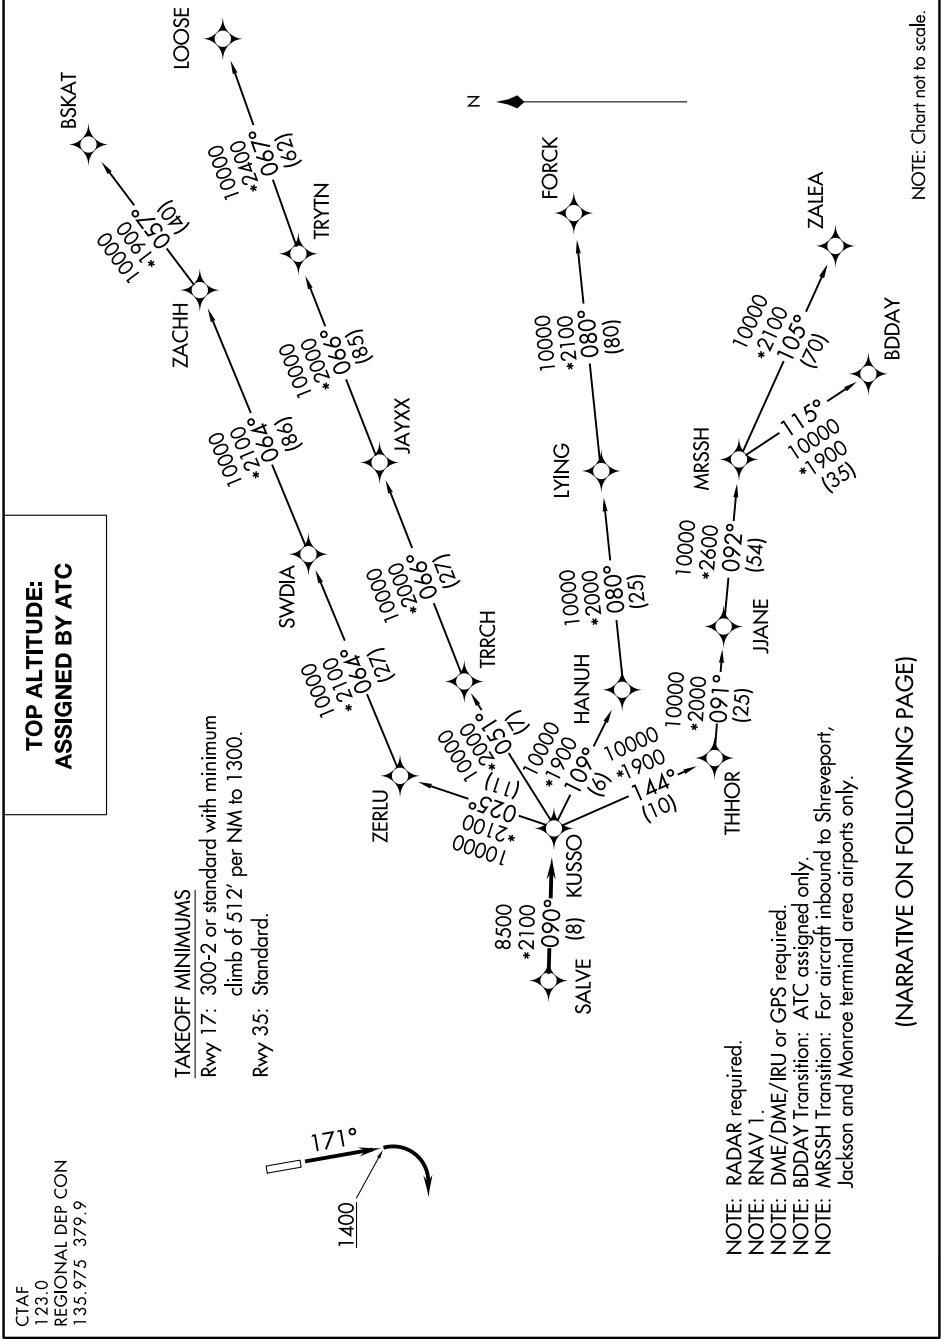 CTAF
123.0
REGIONAL DEP CON
135.975 379.9
TOP ALTITUDE:
ASSIGNED BY ATC
TAKEOFF MINIMUMS
Rwy 17: 300-2 or standard with minimum
climb of 512' per NM to 1300.
Rwy 35: Standard.
171°
1400
BSKAT
LOOSE
10000
*1900
057°
(40)
ZACHH
10000
*2400
067°
(62)
TRYTN
10000
*2100
064°
(86)
SWDIA
10000
*2000
066°
(85)
JAYXX
10000
*2100
064°
(27)
ZERLU
10000
*2000
066°
(27)
TRRCH
N
FORCK
10000
*2100
080°
(80)
LYING
10000
*2000
080°
(25)
HANUH
10000
*2100
025°
(11)
10000
*2000
051°
(7)
10000
*1900
109°
(6)
10000
*1900
144°
(10)
8500
*2100
090°
(8)
SALVE
KUSSO
THHOR
10000
*2000
091°
(25)
JJANE
10000
*2600
092°
(54)
MRSSH
10000
*2100
105°
(70)
ZALEA
115°
10000
*1900
(35)
BDDAY
NOTE: RADAR required.
NOTE: RNAV 1.
NOTE: DME/DME/IRU or GPS required.
NOTE: BDDAY Transition: ATC assigned only.
NOTE: MRSSH Transition: For aircraft inbound to Shreveport,
Jackson and Monroe terminal area airports only.
(NARRATIVE ON FOLLOWING PAGE)
NOTE: Chart not to scale.